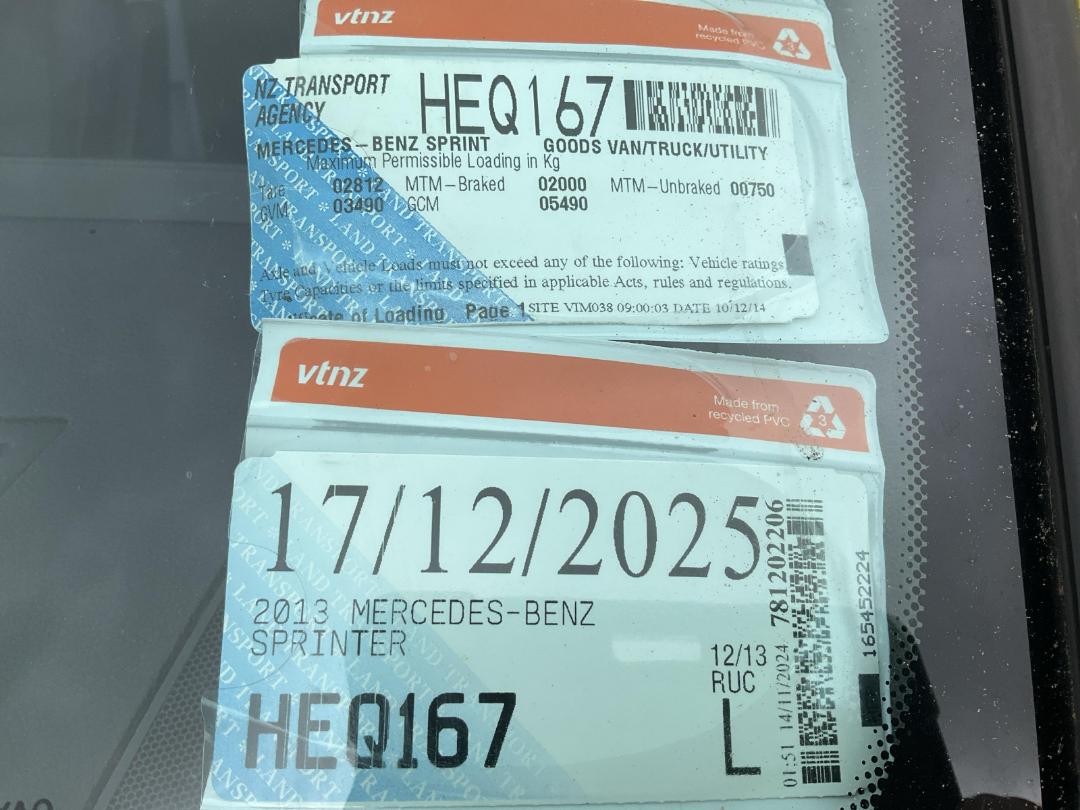 vtnz
Made from
recycled PVC
3
NZ TRANSPORT
AGENCY
HEQ167
MERCEDES-BENZ SPRINT GOODS VAN/TRUCK/UTILITY
Maximum Permissible Loading in Kg
Tare 02812 MTM-Braked 02000 MTM-Unbraked 00750
GVM 03490 GCM 05490
Axle and Vehicle Loads must not exceed any of the following: Vehicle ratings,
Tyre Capacities or the limits specified in applicable Acts, rules and regulations.
of Loading Page 1 SITE VIM038 09:00:03 DATE 10/12/14
vtnz
Made from
recycled PVC
3
17/12/2025
2013 MERCEDES-BENZ
SPRINTER
HEQ167
12/13
RUC
L
01:51 14/11/2024 781202206
165452224